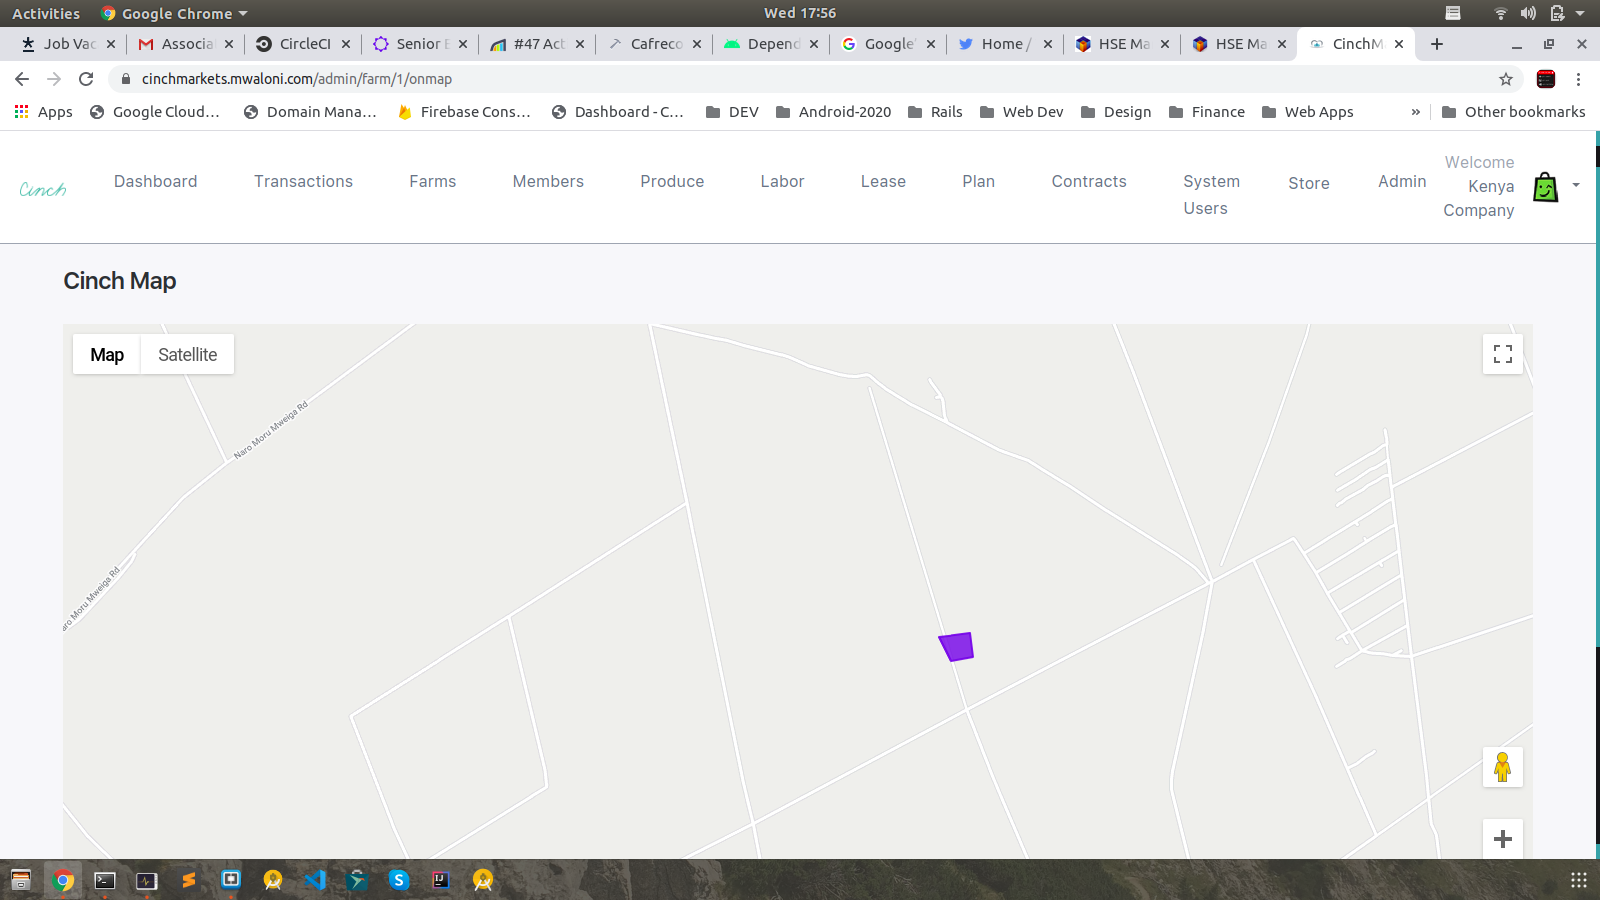 Activities Google Chrome Wed 17:56
Job Vac Associa CircleCI Senior E #47 Act Cafreco Depend Google' Home / HSE Ma HSE Ma CinchM
cinchmarkets.mwaloni.com/admin/farm/1/onmap
Apps Google Cloud... Domain Mana... Firebase Cons... Dashboard - C... DEV Android-2020 Rails Web Dev Design Finance Web Apps » Other bookmarks
Cinch Dashboard Transactions Farms Members Produce Labor Lease Plan Contracts System Users Store Admin
Welcome
Kenya
Company
Cinch Map
Map Satellite
Naro Moru Mweiga Rd
aro Moru Mweiga Rd